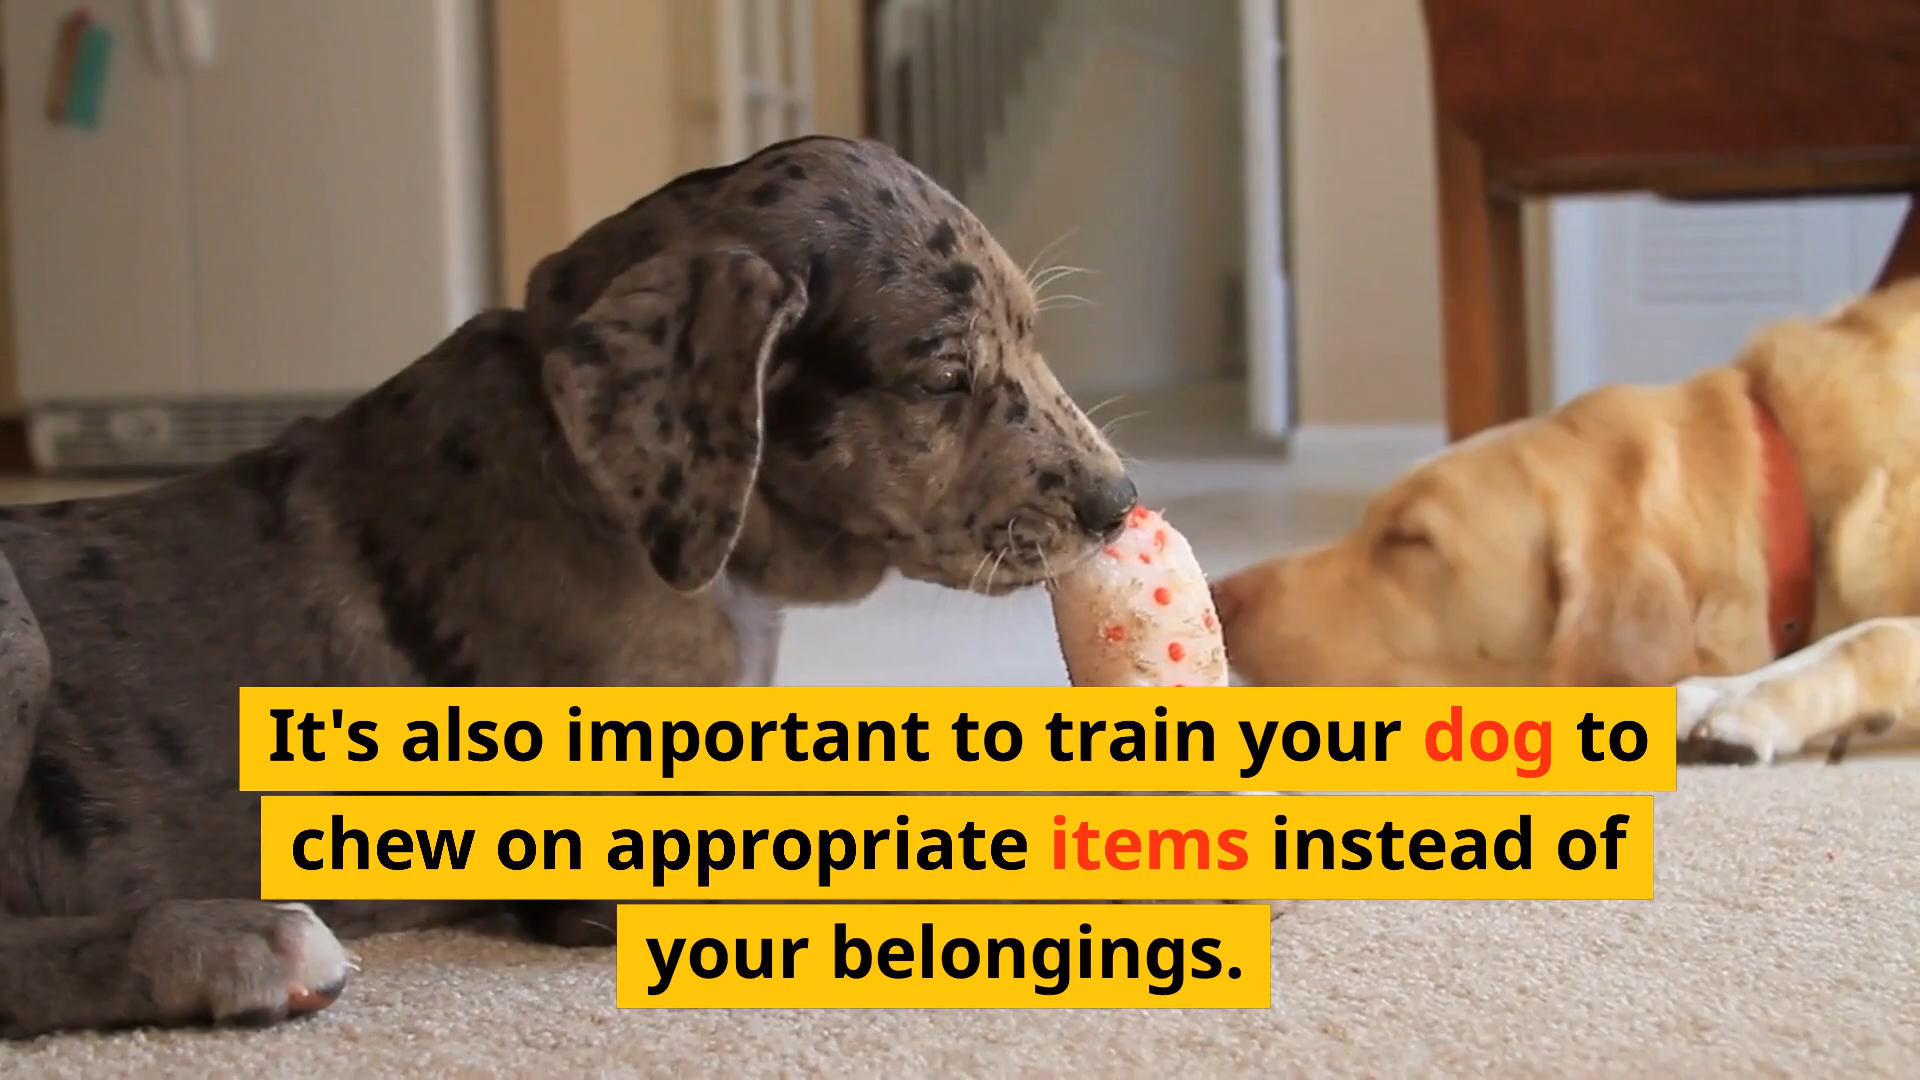 It's also important to train your dog to
chew on appropriate items instead of
your belongings.